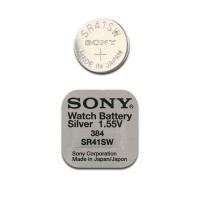 SR41SW
SONY
SONY
Watch Battery
Silver 1.55V
384
SR41SW
Sony Corporation
Made in Japan/Japon